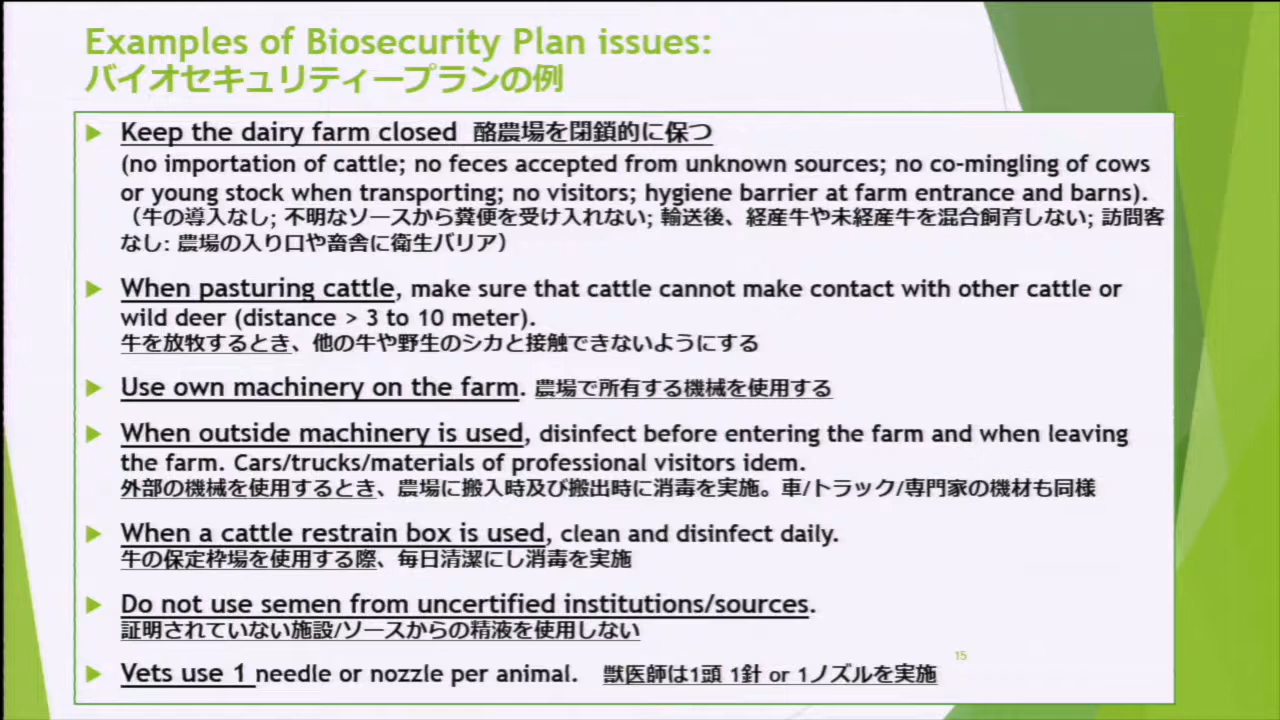 Examples of Biosecurity Plan issues:
バイオセキュリティープランの例
Keep the dairy farm closed 酪農場を閉鎖的に保つ
(no importation of cattle; no feces accepted from unknown sources; no co-mingling of cows
or young stock when transporting; no visitors; hygiene barrier at farm entrance and barns).
（牛の導入なし; 不明なソースから糞便を受け入れない; 輸送後、経産牛や未経産牛を混合飼育しない; 訪問客
なし: 農場の入り口や畜舎に衛生バリア）
When pasturing cattle, make sure that cattle cannot make contact with other cattle or
wild deer (distance > 3 to 10 meter).
牛を放牧するとき、他の牛や野生のシカと接触できないようにする
Use own machinery on the farm. 農場で所有する機械を使用する
When outside machinery is used, disinfect before entering the farm and when leaving
the farm. Cars/trucks/materials of professional visitors idem.
外部の機械を使用するとき、農場に搬入時及び搬出時に消毒を実施。車/トラック/専門家の機材も同様
When a cattle restrain box is used, clean and disinfect daily.
牛の保定枠場を使用する際、毎日清潔にし消毒を実施
Do not use semen from uncertified institutions/sources.
証明されていない施設/ソースからの精液を使用しない
15
Vets use 1 needle or nozzle per animal. 獣医師は1頭 1針 or 1ノズルを実施